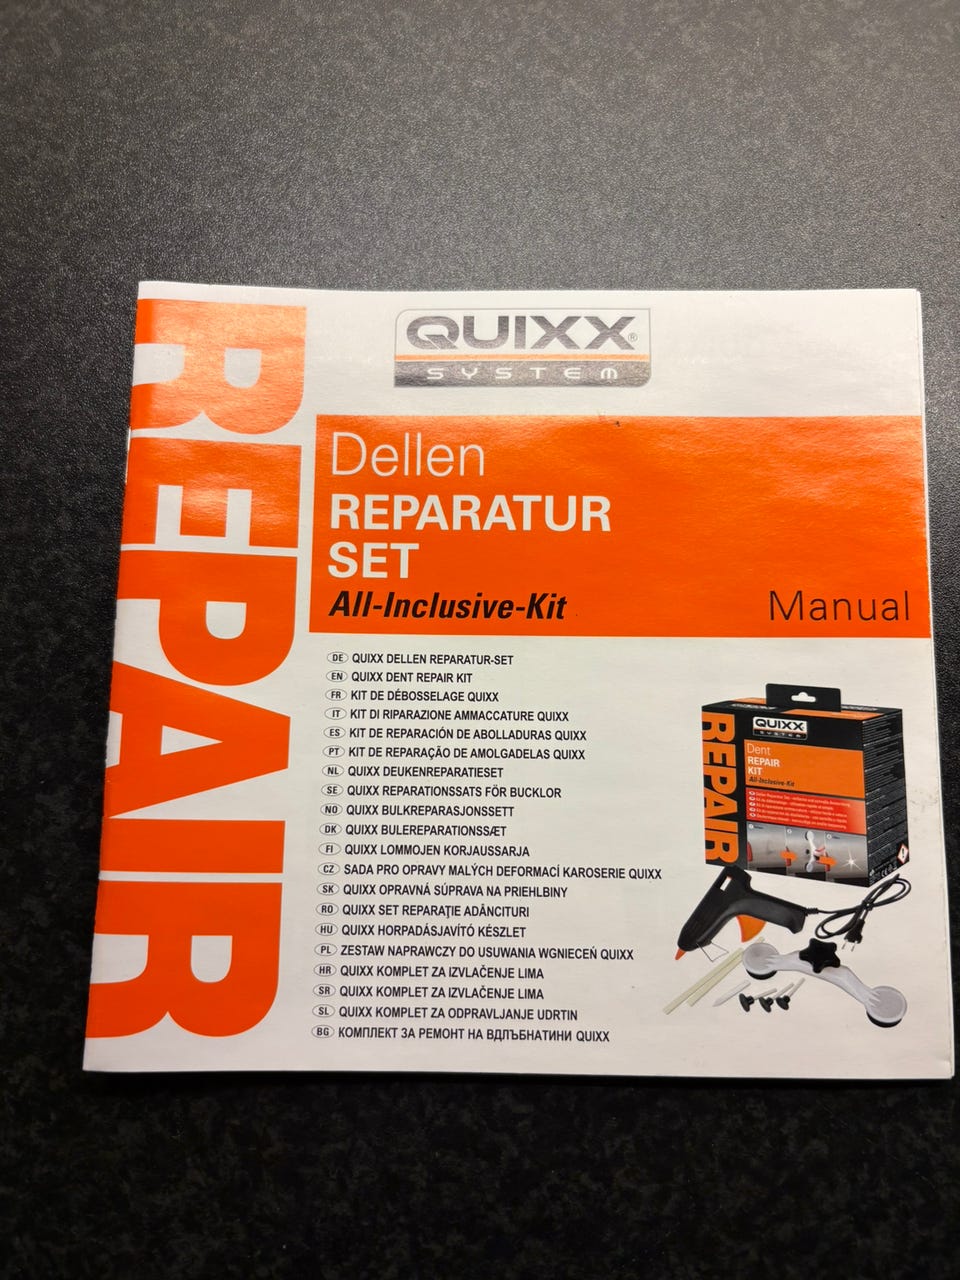 REPAIR
QUIXX®
SYSTEM
Dellen
REPARATUR
SET
All-Inclusive-Kit
Manual
DE QUIXX DELLEN REPARATUR-SET
EN QUIXX DENT REPAIR KIT
FR KIT DE DÉBOSSELAGE QUIXX
IT KIT DI RIPARAZIONE AMMACCATURE QUIXX
ES KIT DE REPARACIÓN DE ABOLLADURAS QUIXX
PT KIT DE REPARAÇÃO DE AMOLGADELAS QUIXX
NL QUIXX DEUKENREPARATIESET
SE QUIXX REPARATIONSSATS FÖR BUCKLOR
NO QUIXX BULKREPARASJONSSETT
DK QUIXX BULEREPARATIONSSÆT
FI QUIXX LOMMOJEN KORJAUSSARJA
CZ SADA PRO OPRAVY MALÝCH DEFORMACÍ KAROSERIE QUIXX
SK QUIXX OPRAVNÁ SÚPRAVA NA PRIEHLBINY
RO QUIXX SET REPARAŢIE ADÂNCITURI
HU QUIXX HORPADÁSJAVÍTÓ KÉSZLET
PL ZESTAW NAPRAWCZY DO USUWANIA WGNIECEŃ QUIXX
HR QUIXX KOMPLET ZA IZVLAČENJE LIMA
SR QUIXX KOMPLET ZA IZVLAČENJE LIMA
SL QUIXX KOMPLET ZA ODPRAVLJANJE UDRTIN
BG КОМПЛЕКТ ЗА РЕМОНТ НА ВДЛЪБНАТИНИ QUIXX
REPAIR
QUIXX
SYSTEM
Dent
REPAIR
KIT
All-Inclusive-Kit